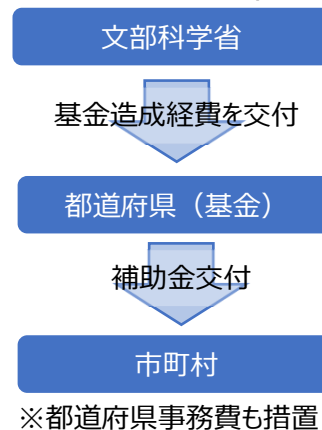 文部科学省
基金造成経費を交付
都道府県（基金）
補助金交付
市町村
※都道府県事務費も措置